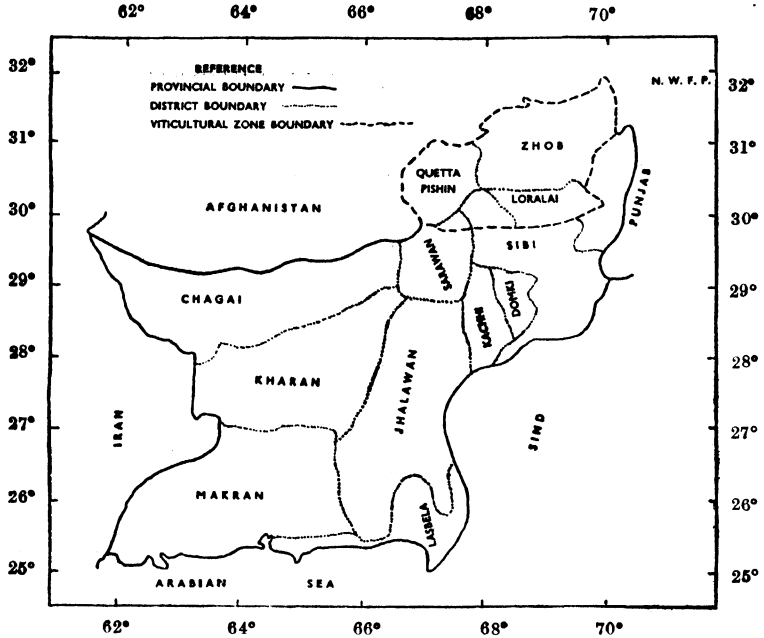 62° 64° 66° 68° 70°
REFERENCE
PROVINCIAL BOUNDARY
DISTRICT BOUNDARY
VITICULTURAL ZONE BOUNDARY
32° 32°
N. W. F. P.
31° 31°
ZHOB
QUETTA
PISHIN
LORALAI
PUNJAB
AFGHANISTAN
30° 30°
SIBI
SARAWAN
29° 29°
CHAGAI
DOMKI
KACHHI
28° 28°
KHARAN
JHALAWAN
IRAN
27° 27°
SIND
MAKRAN
26° 26°
LASBELA
25° 25°
ARABIAN SEA
62° 64° 66° 68° 70°